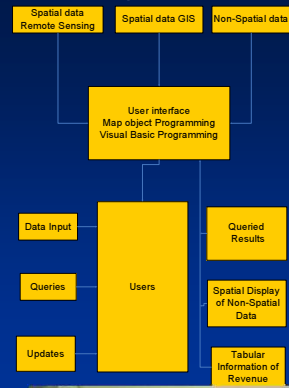 Spatial data
Remote Sensing
Spatial data GIS
Non-Spatial data
User interface
Map object Programming
Visual Basic Programming
Data Input
Queries
Updates
Users
Queried
Results
Spatial Display
of Non-Spatial
Data
Tabular
Information of
Revenue